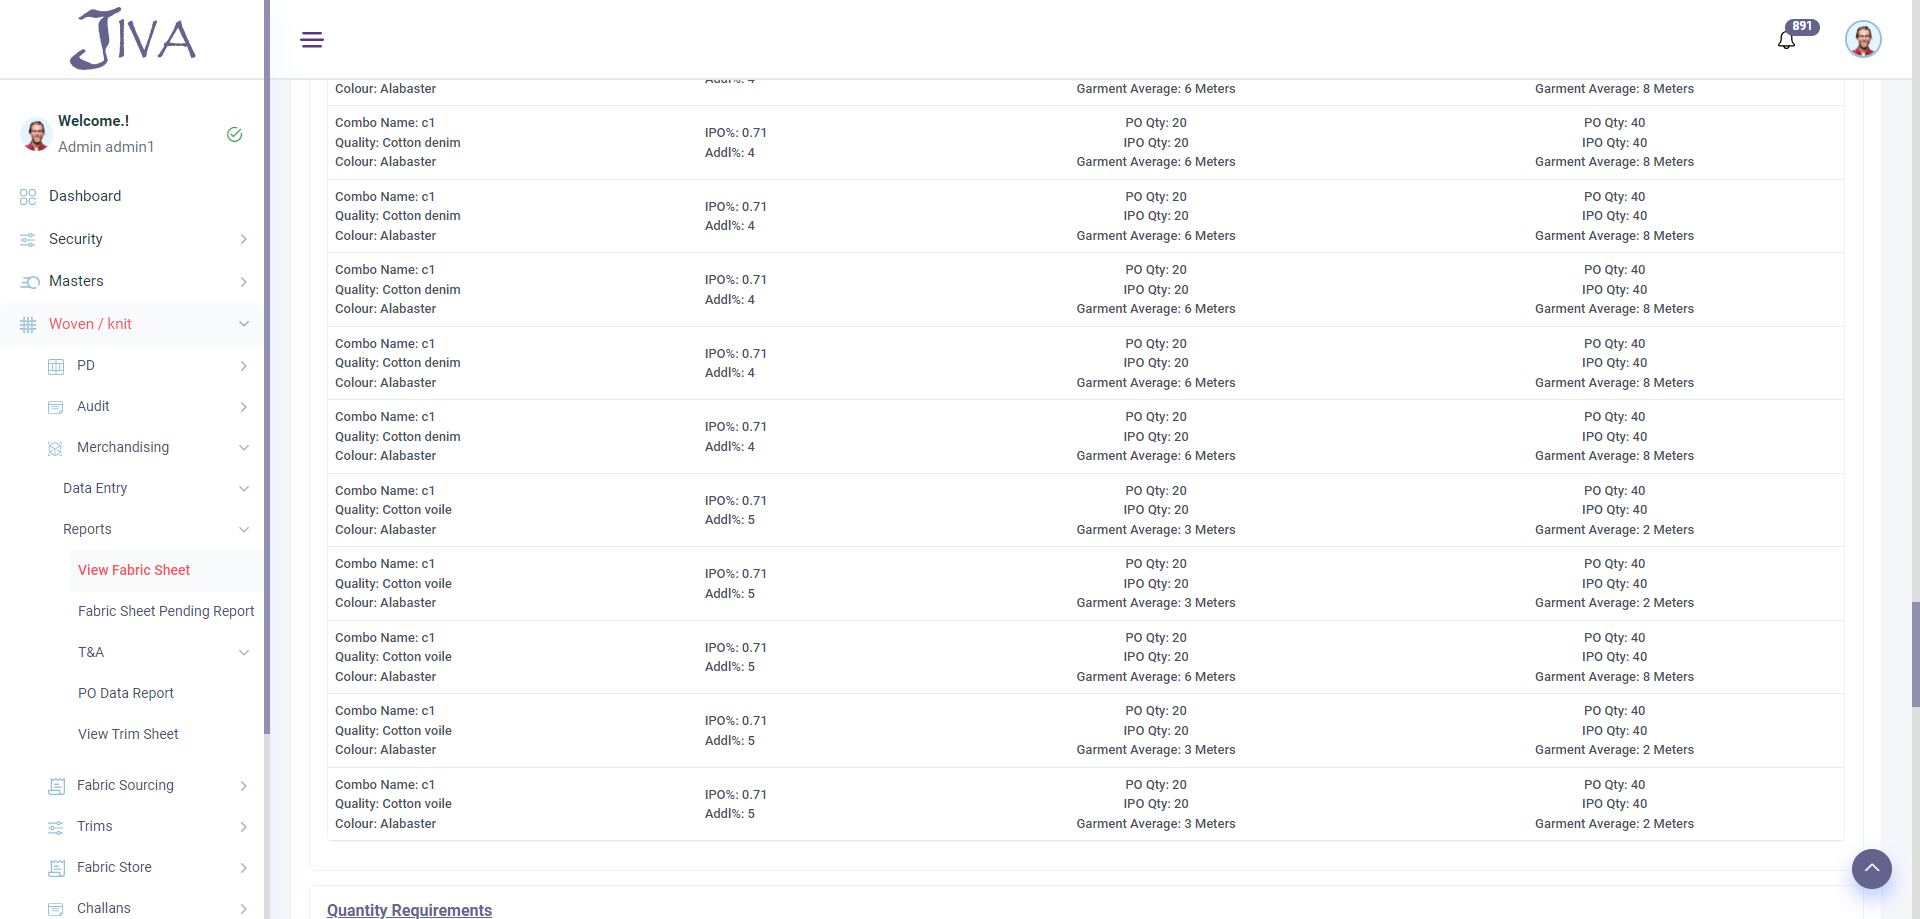 JIVA
891
Welcome.!
Admin admin1
Dashboard
Security
Masters
Woven / knit
PD
Audit
Merchandising
Data Entry
Reports
View Fabric Sheet
Fabric Sheet Pending Report
T&A
PO Data Report
View Trim Sheet
Fabric Sourcing
Trims
Fabric Store
Challans
Addl%: 4
Colour: Alabaster
Garment Average: 6 Meters
Garment Average: 8 Meters
Combo Name: c1
Quality: Cotton denim
Colour: Alabaster
IPO%: 0.71
Addl%: 4
PO Qty: 20
IPO Qty: 20
Garment Average: 6 Meters
PO Qty: 40
IPO Qty: 40
Garment Average: 8 Meters
Combo Name: c1
Quality: Cotton denim
Colour: Alabaster
IPO%: 0.71
Addl%: 4
PO Qty: 20
IPO Qty: 20
Garment Average: 6 Meters
PO Qty: 40
IPO Qty: 40
Garment Average: 8 Meters
Combo Name: c1
Quality: Cotton denim
Colour: Alabaster
IPO%: 0.71
Addl%: 4
PO Qty: 20
IPO Qty: 20
Garment Average: 6 Meters
PO Qty: 40
IPO Qty: 40
Garment Average: 8 Meters
Combo Name: c1
Quality: Cotton denim
Colour: Alabaster
IPO%: 0.71
Addl%: 4
PO Qty: 20
IPO Qty: 20
Garment Average: 6 Meters
PO Qty: 40
IPO Qty: 40
Garment Average: 8 Meters
Combo Name: c1
Quality: Cotton denim
Colour: Alabaster
IPO%: 0.71
Addl%: 4
PO Qty: 20
IPO Qty: 20
Garment Average: 6 Meters
PO Qty: 40
IPO Qty: 40
Garment Average: 8 Meters
Combo Name: c1
Quality: Cotton voile
Colour: Alabaster
IPO%: 0.71
Addl%: 5
PO Qty: 20
IPO Qty: 20
Garment Average: 3 Meters
PO Qty: 40
IPO Qty: 40
Garment Average: 2 Meters
Combo Name: c1
Quality: Cotton voile
Colour: Alabaster
IPO%: 0.71
Addl%: 5
PO Qty: 20
IPO Qty: 20
Garment Average: 3 Meters
PO Qty: 40
IPO Qty: 40
Garment Average: 2 Meters
Combo Name: c1
Quality: Cotton voile
Colour: Alabaster
IPO%: 0.71
Addl%: 5
PO Qty: 20
IPO Qty: 20
Garment Average: 6 Meters
PO Qty: 40
IPO Qty: 40
Garment Average: 8 Meters
Combo Name: c1
Quality: Cotton voile
Colour: Alabaster
IPO%: 0.71
Addl%: 5
PO Qty: 20
IPO Qty: 20
Garment Average: 3 Meters
PO Qty: 40
IPO Qty: 40
Garment Average: 2 Meters
Combo Name: c1
Quality: Cotton voile
Colour: Alabaster
IPO%: 0.71
Addl%: 5
PO Qty: 20
IPO Qty: 20
Garment Average: 3 Meters
PO Qty: 40
IPO Qty: 40
Garment Average: 2 Meters
Quantity Requirements